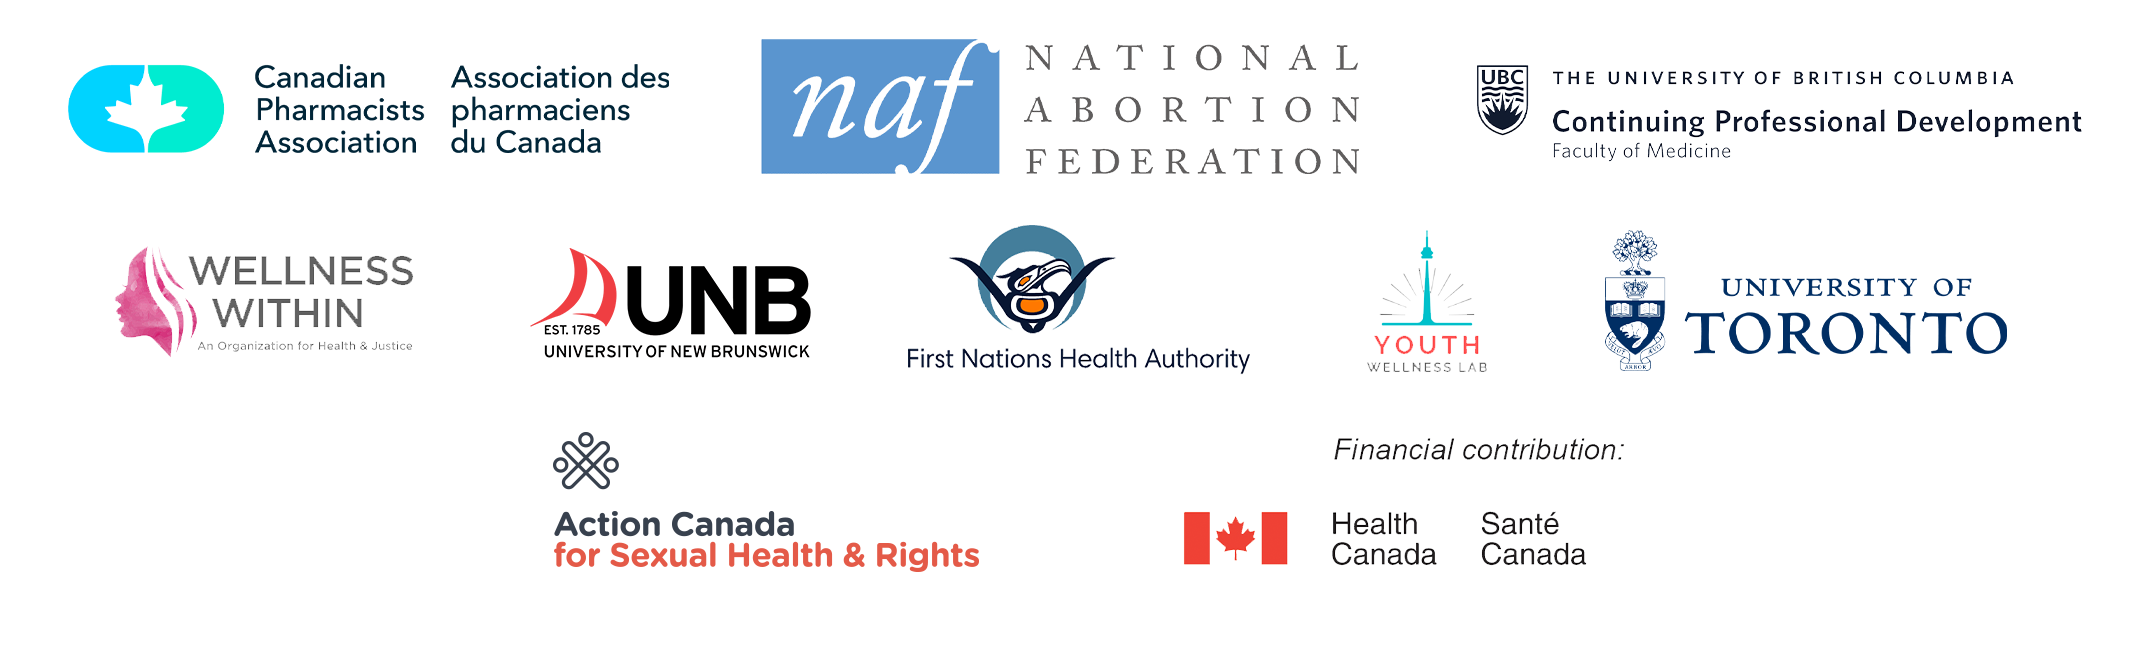 Canadian
Pharmacists
Association
Association des
pharmaciens
du Canada
naf
NATIONAL
ABORTION
FEDERATION
UBC
THE UNIVERSITY OF BRITISH COLUMBIA
Continuing Professional Development
Faculty of Medicine
WELLNESS
WITHIN
An Organization for Health & Justice
EST. 1785
UNB
UNIVERSITY OF NEW BRUNSWICK
First Nations Health Authority
YOUTH
WELLNESS LAB
ARBOR
UNIVERSITY OF
TORONTO
Action Canada
for Sexual Health & Rights
Financial contribution:
Health
Canada
Santé
Canada